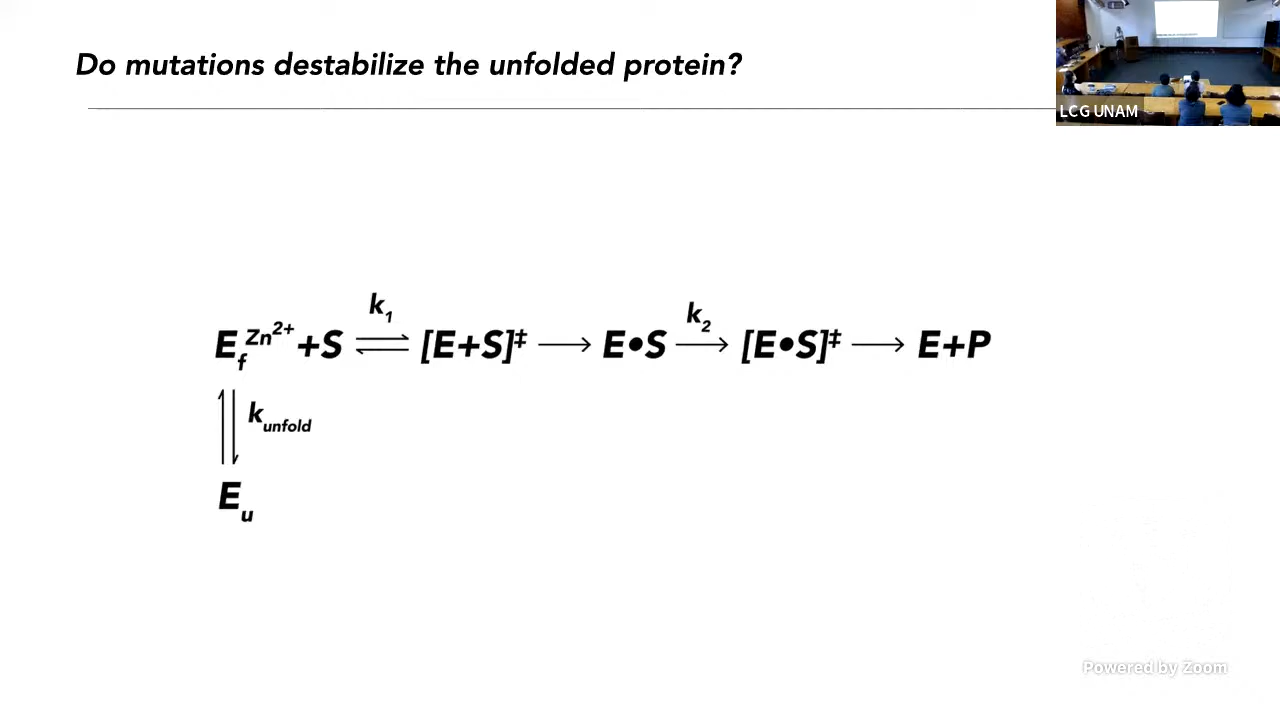 Do mutations destabilize the unfolded protein?
LCG UNAM
k₁ k₂
E_f^Zn²⁺+S ⇌ [E+S]‡ → E•S → [E•S]‡ → E+P
k_unfold
E_u
Powered by Zoom